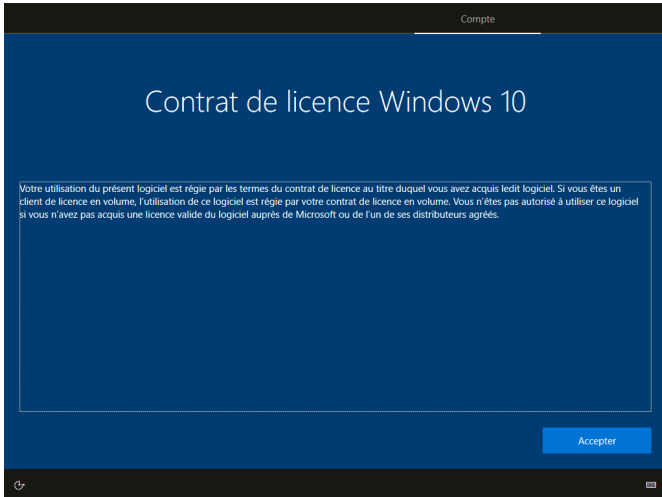 Compte
Contrat de licence Windows 10
Votre utilisation du présent logiciel est régie par les termes du contrat de licence au titre duquel vous avez acquis ledit logiciel. Si vous êtes un
client de licence en volume, l'utilisation de ce logiciel est régie par votre contrat de licence en volume. Vous n'êtes pas autorisé à utiliser ce logiciel
si vous n'avez pas acquis une licence valide du logiciel auprès de Microsoft ou de l'un de ses distributeurs agréés.
Accepter